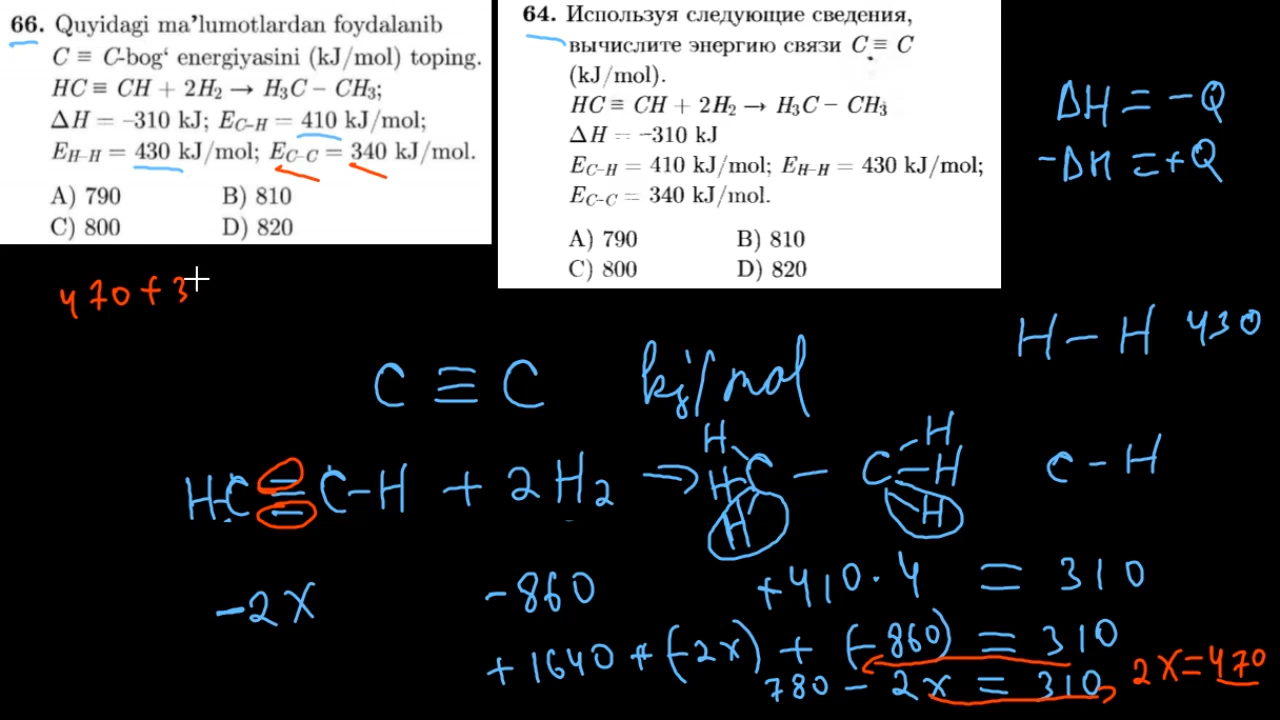 66. Quyidagi ma’lumotlardan foydalanib
C ≡ C-bog‘ energiyasini (kJ/mol) toping.
HC ≡ CH + 2H₂ → H₃C − CH₃;
ΔH = −310 kJ; E_C−H = 410 kJ/mol;
E_H−H = 430 kJ/mol; E_C−C = 340 kJ/mol.
A) 790 B) 810
C) 800 D) 820
64. Используя следующие сведения,
вычислите энергию связи C ≡ C
(kJ/mol).
HC ≡ CH + 2H₂ → H₃C − CH₃
ΔH = −310 kJ
E_C−H = 410 kJ/mol; E_H−H = 430 kJ/mol;
E_C−C = 340 kJ/mol.
A) 790 B) 810
C) 800 D) 820
ΔH = −Q
−ΔH = +Q
470 + 3
H − H 430
C ≡ C kj/mol
H H
HC ≡ C−H + 2H₂ → H C − C −H C − H
H H
−2X −860 +410·4 = 310
+1640 + (−2x) + (−860) = 310
780 − 2x = 310 2X = 470